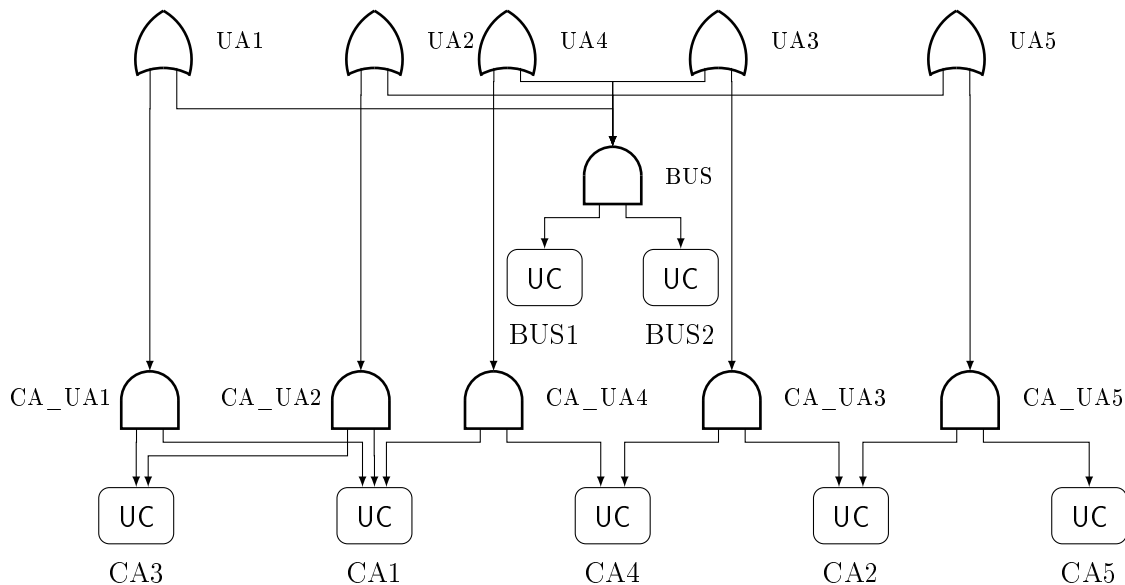 UA1 UA2 UA4 UA3 UA5
BUS
UC UC
BUS1 BUS2
CA_UA1 CA_UA2 CA_UA4 CA_UA3 CA_UA5
UC UC UC UC UC
CA3 CA1 CA4 CA2 CA5